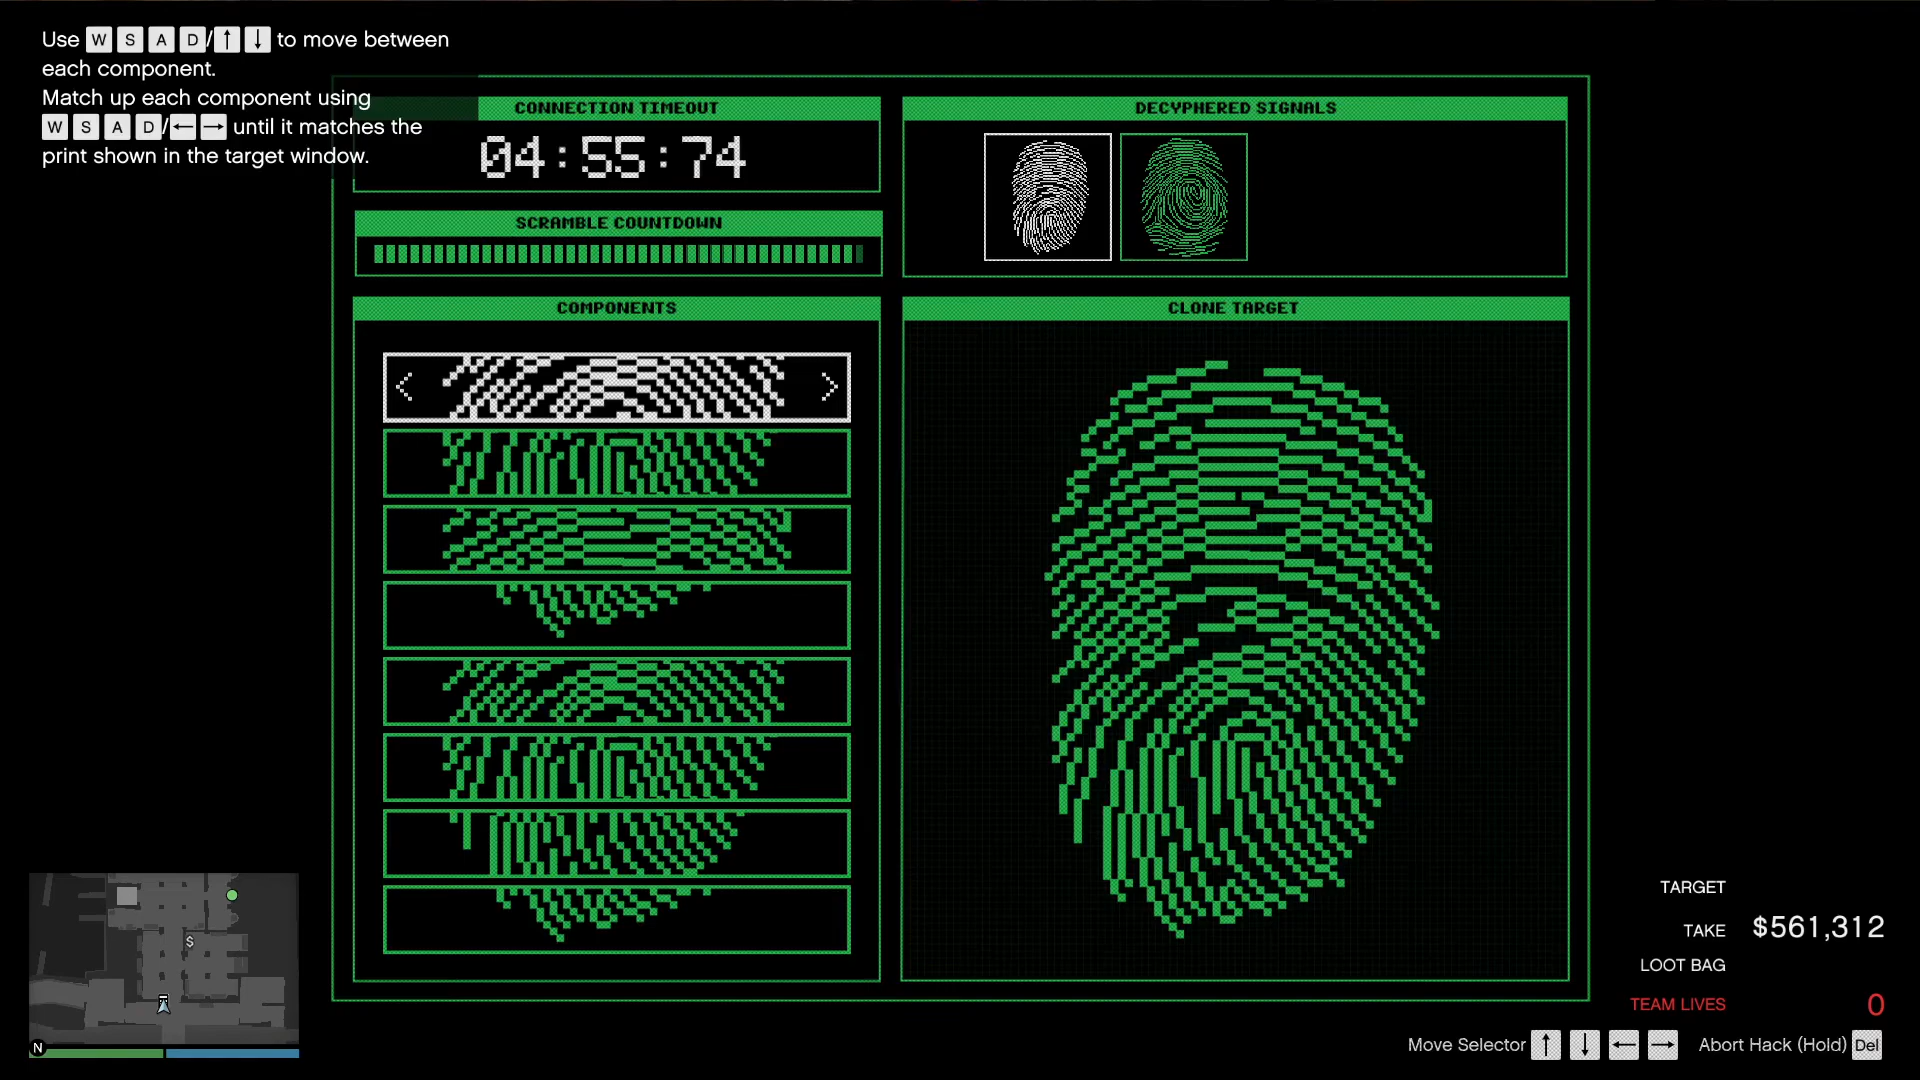 Use W S A D/↑ ↓ to move between
each component.
Match up each component using
W S A D/← → until it matches the
print shown in the target window.
CONNECTION TIMEOUT
04:55:74
DECYPHERED SIGNALS
SCRAMBLE COUNTDOWN
COMPONENTS
CLONE TARGET
$
N
TARGET
TAKE $561,312
LOOT BAG
TEAM LIVES 0
Move Selector ↑ ↓ ← → Abort Hack (Hold) Del